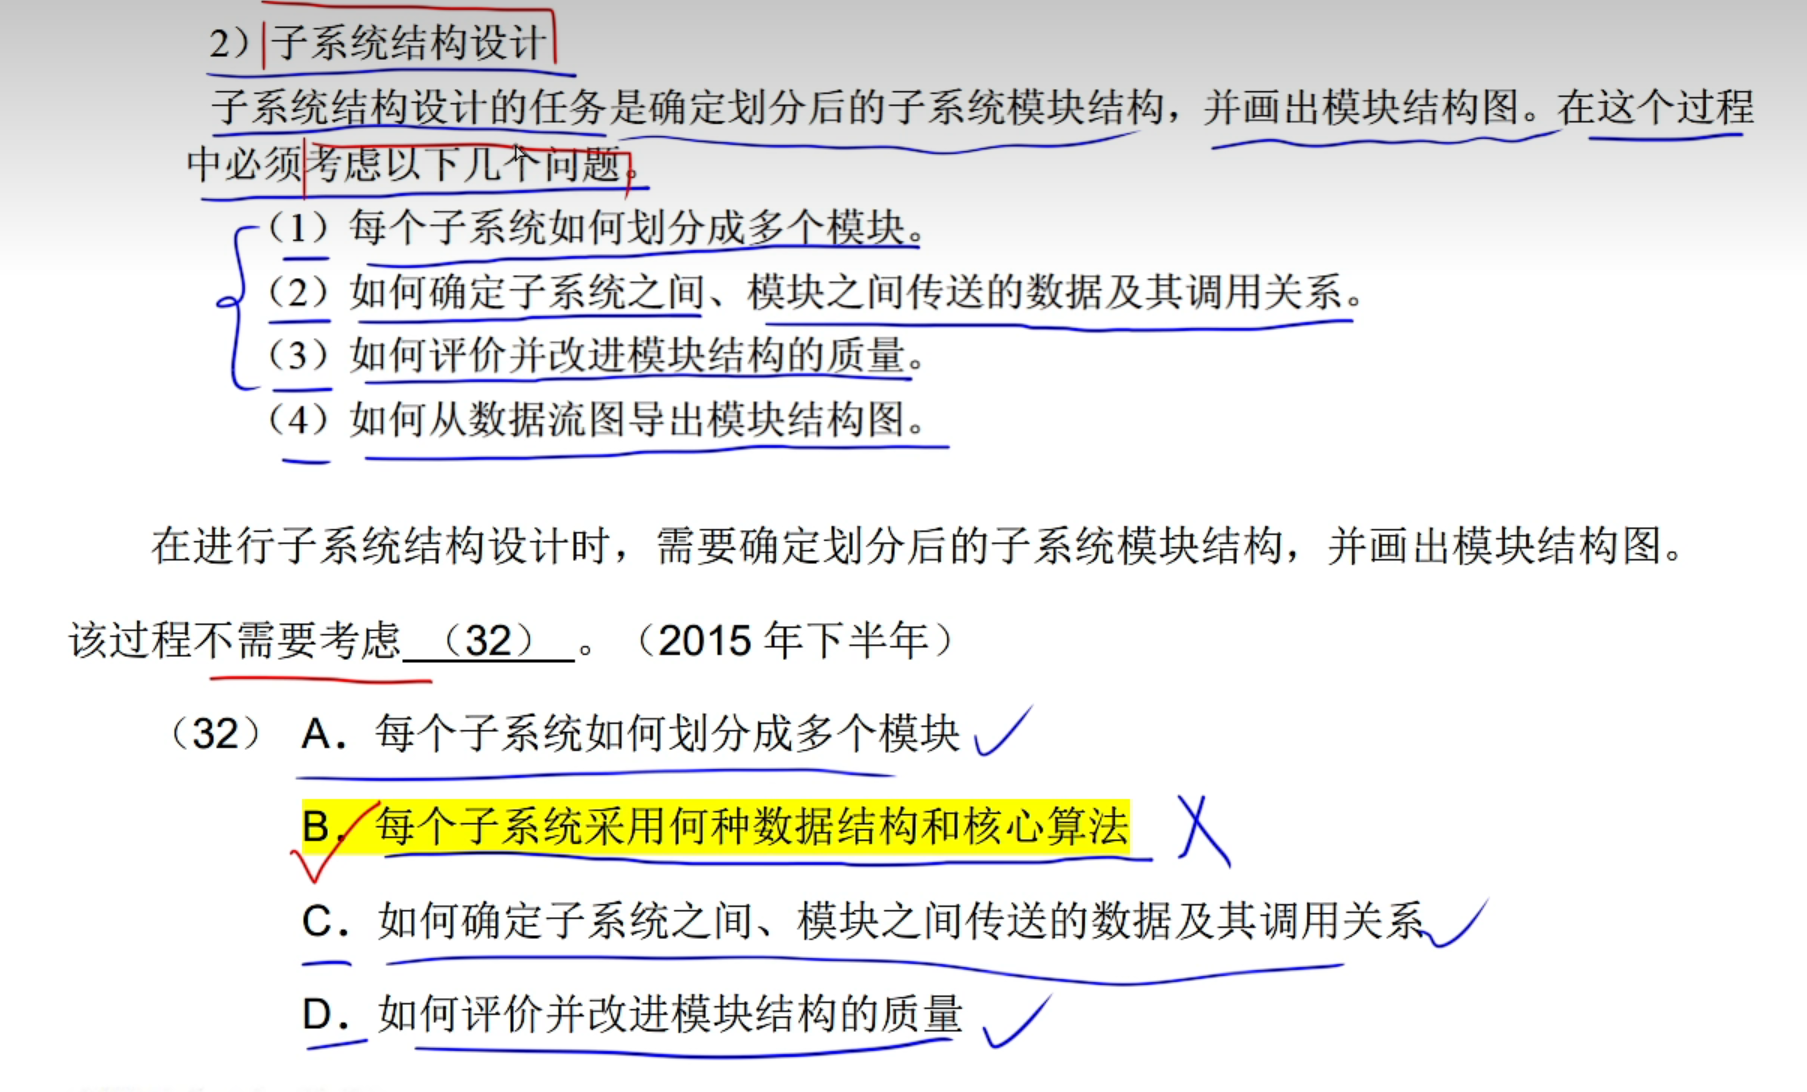 2）子系统结构设计
子系统结构设计的任务是确定划分后的子系统模块结构，并画出模块结构图。在这个过程
中必须考虑以下几个问题。
（1）每个子系统如何划分成多个模块。
（2）如何确定子系统之间、模块之间传送的数据及其调用关系。
（3）如何评价并改进模块结构的质量。
（4）如何从数据流图导出模块结构图。
在进行子系统结构设计时，需要确定划分后的子系统模块结构，并画出模块结构图。
该过程不需要考虑（32）。（2015 年下半年）
（32） A．每个子系统如何划分成多个模块
B．每个子系统采用何种数据结构和核心算法
C．如何确定子系统之间、模块之间传送的数据及其调用关系
D．如何评价并改进模块结构的质量